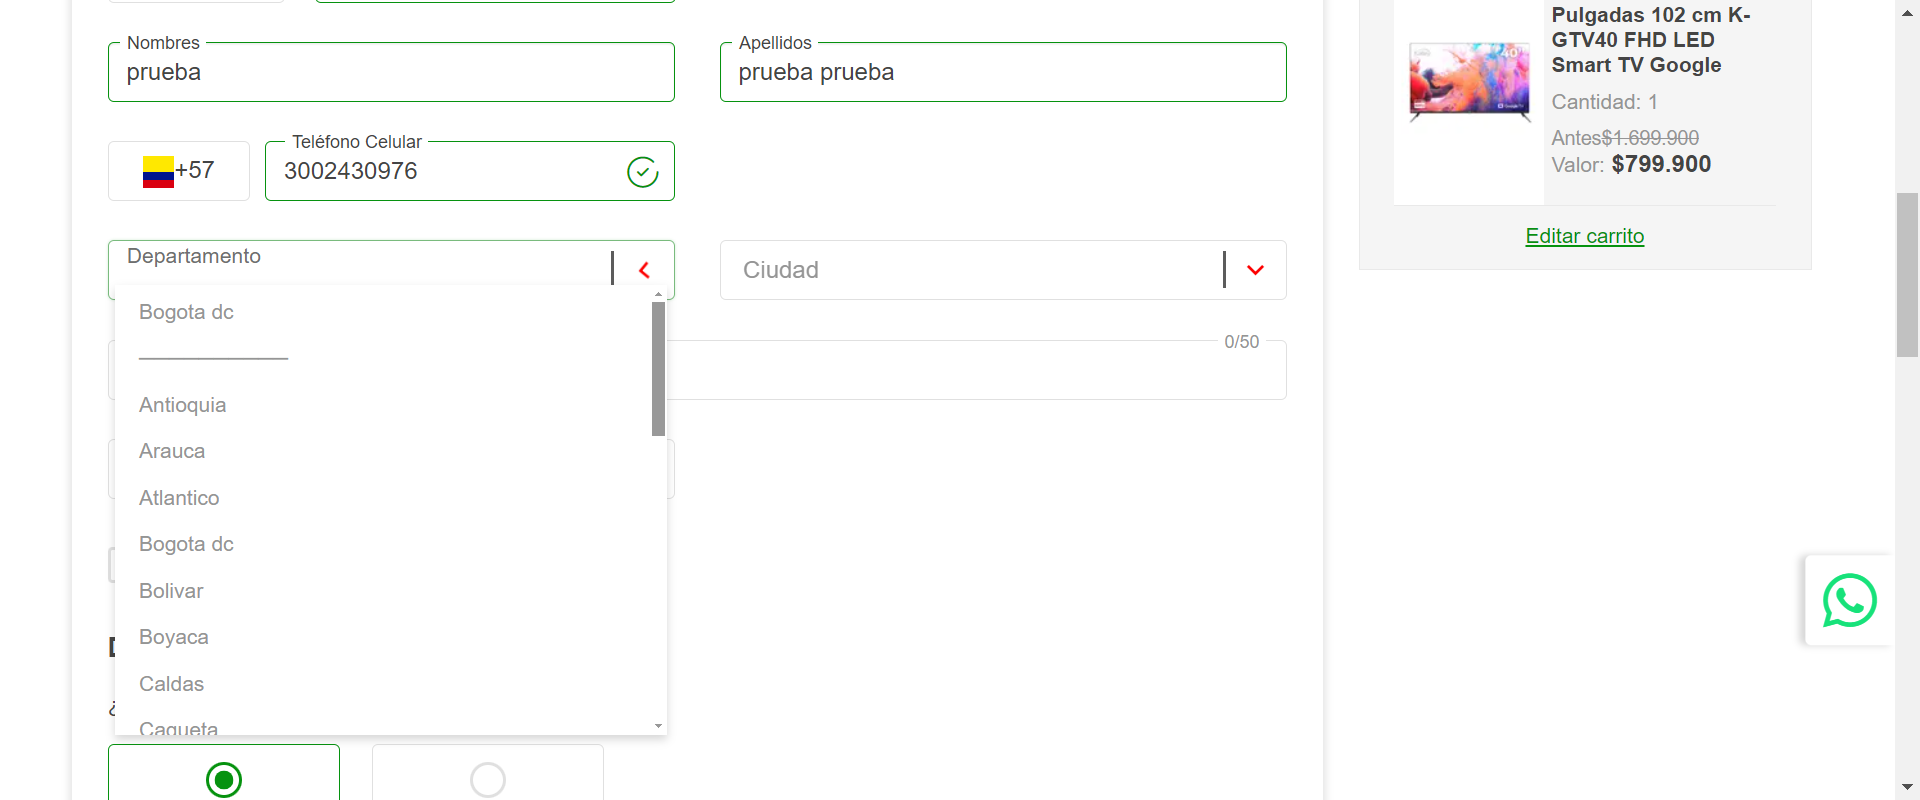 Nombres
prueba
Apellidos
prueba prueba
+57
Teléfono Celular
3002430976
Departamento
Ciudad
Bogota dc
Antioquia
Arauca
Atlantico
Bogota dc
Bolivar
Boyaca
Caldas
Caqueta
0/50
¿
Pulgadas 102 cm K-
GTV40 FHD LED
Smart TV Google
Cantidad: 1
Antes$1.699.900
Valor: $799.900
Editar carrito